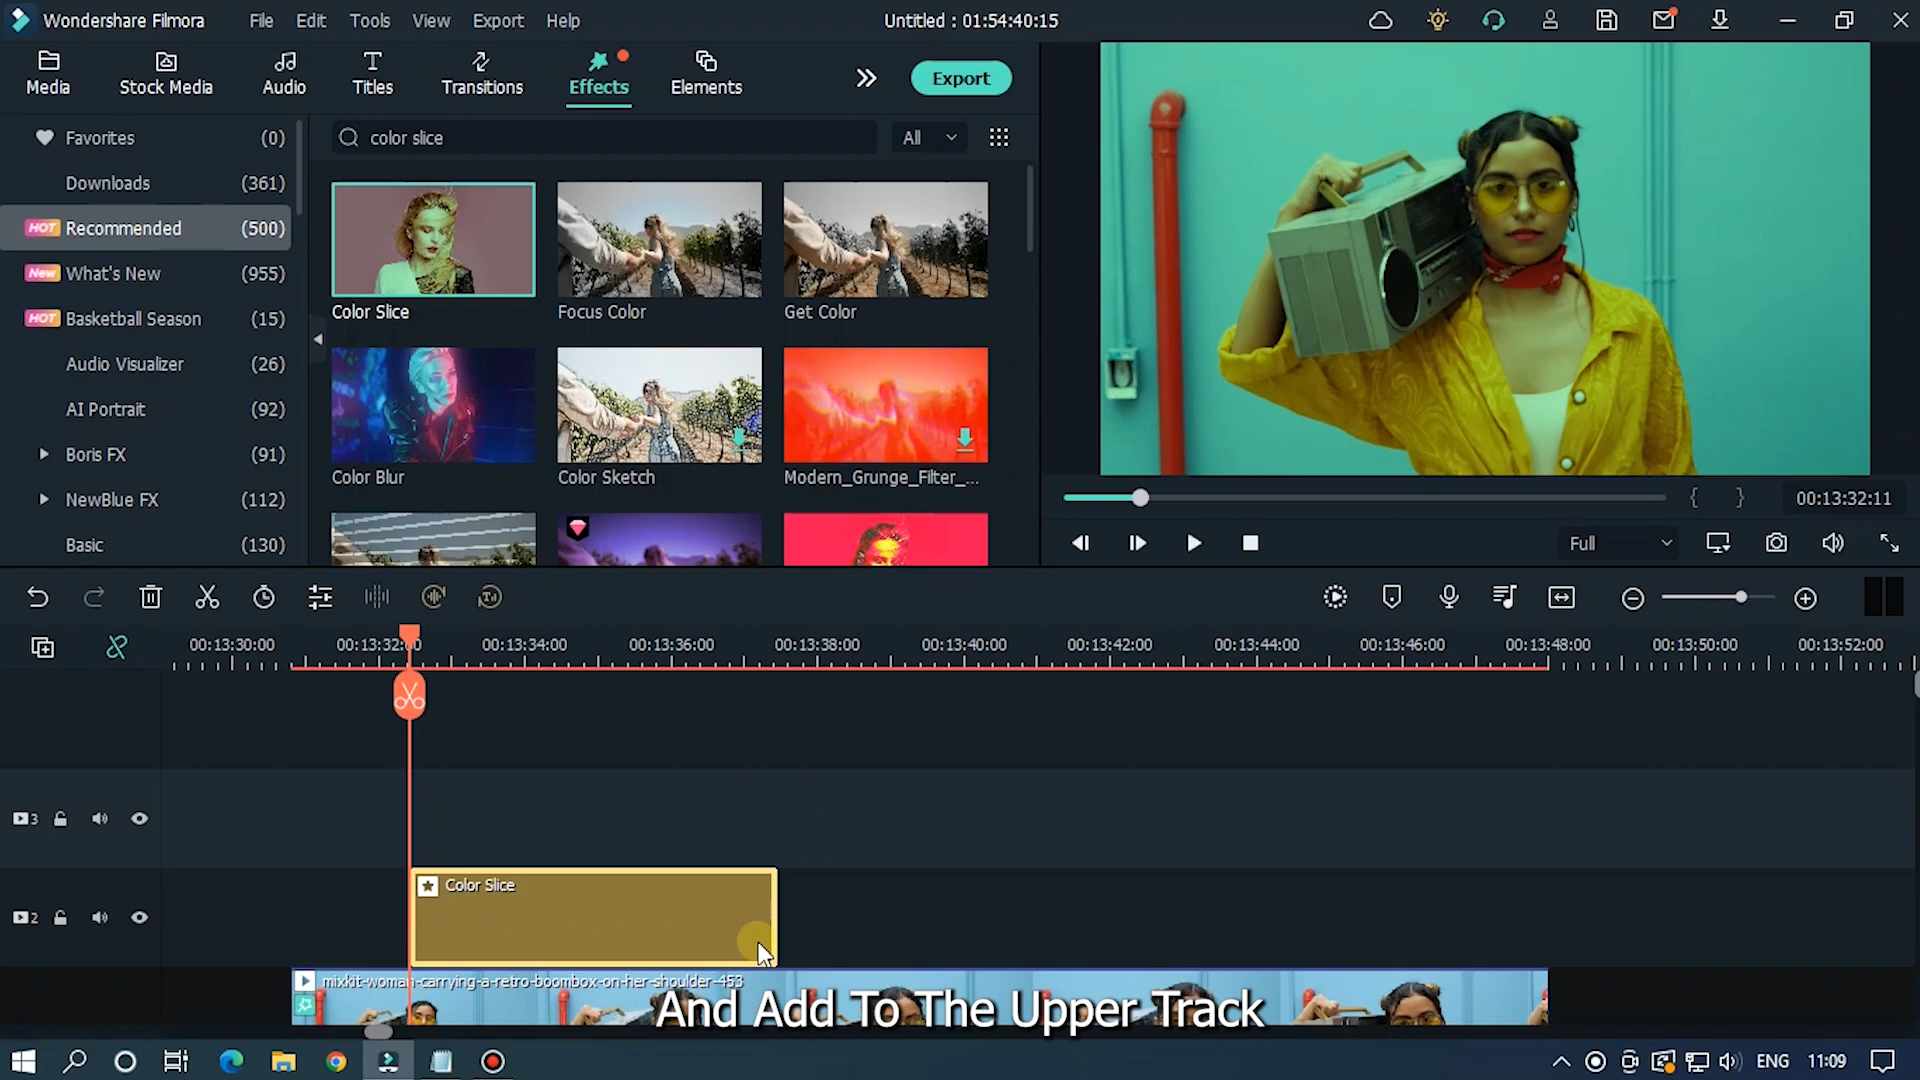 Wondershare Filmora
File
Edit
Tools
View
Export
Help
Untitled : 01:54:40:15
Media
Stock Media
Audio
Titles
Transitions
Effects
Elements
Export
Favorites (0)
Downloads (361)
HOT Recommended (500)
New What's New (955)
HOT Basketball Season (15)
Audio Visualizer (26)
AI Portrait (92)
Boris FX (91)
NewBlue FX (112)
Basic (130)
color slice
All
Color Slice
Focus Color
Get Color
Color Blur
Color Sketch
Modern_Grunge_Filter_...
00:13:32:11
Full
00:13:30:00
00:13:32:00
00:13:34:00
00:13:36:00
00:13:38:00
00:13:40:00
00:13:42:00
00:13:44:00
00:13:46:00
00:13:48:00
00:13:50:00
00:13:52:00
3
2
Color Slice
mixkit-woman-carrying-a-retro-boombox-on-her-shoulder-453
And Add To The Upper Track
ENG
11:09